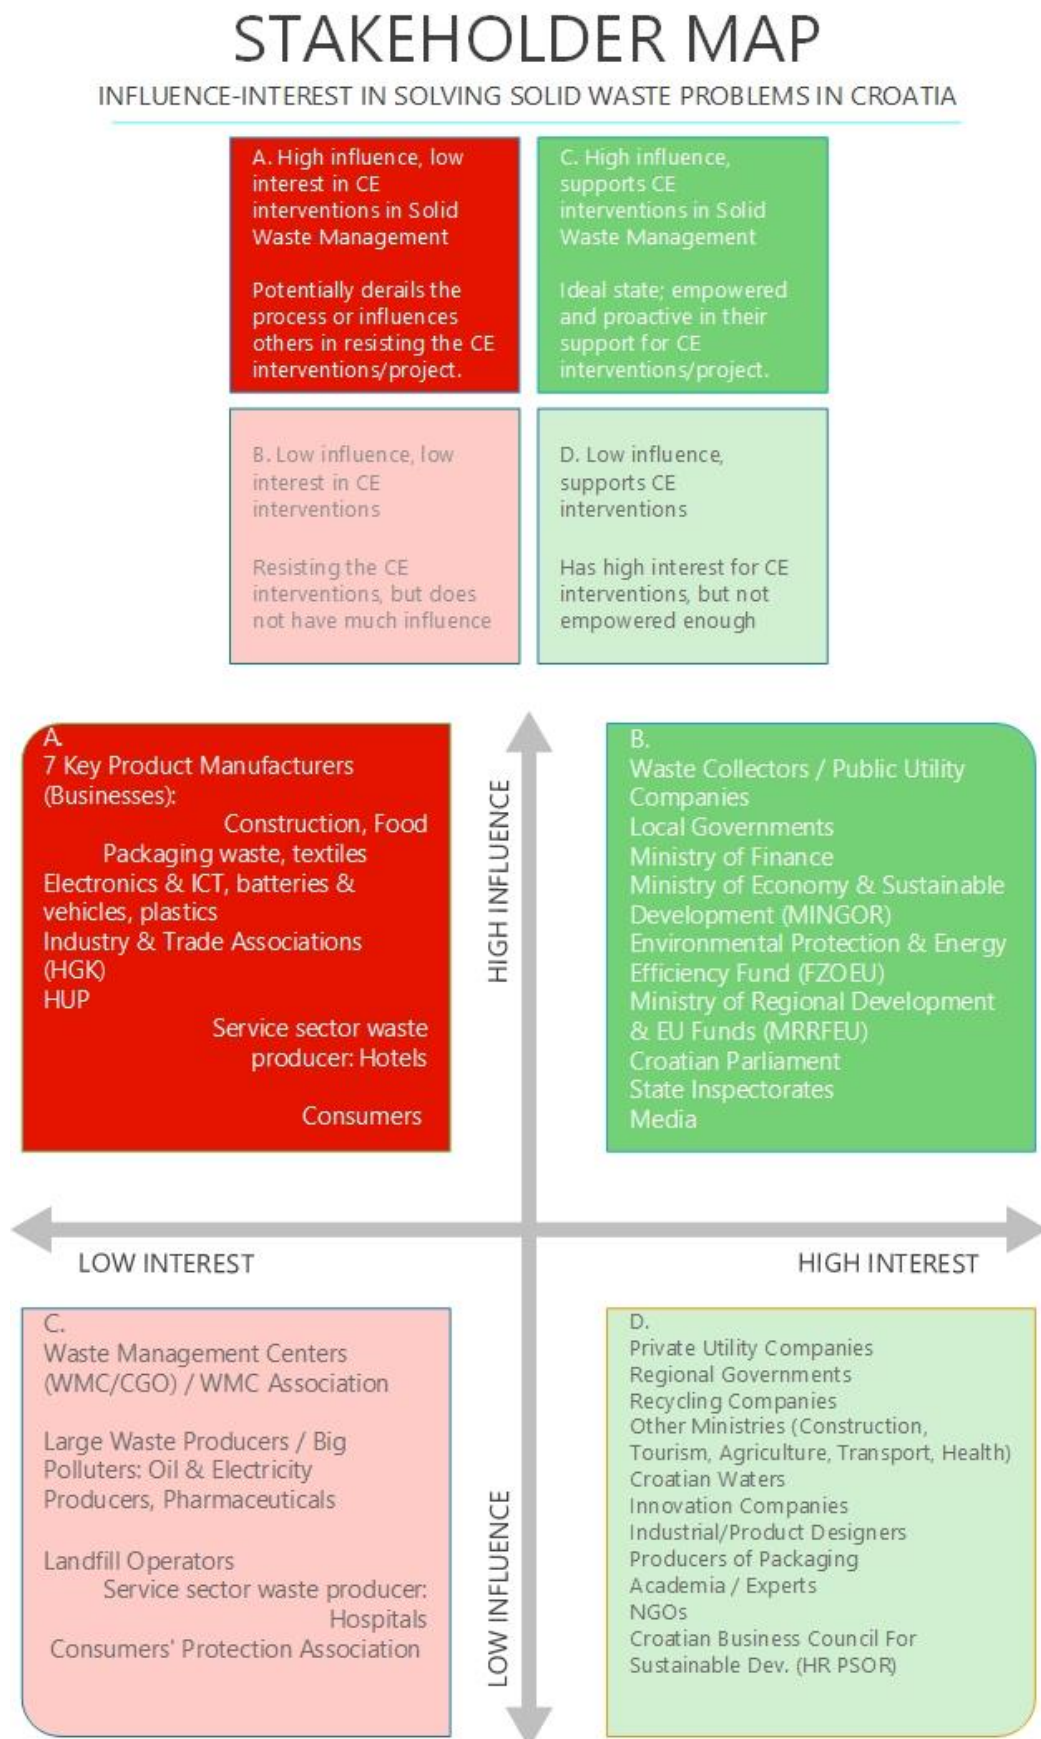 STAKEHOLDER MAP
INFLUENCE-INTEREST IN SOLVING SOLID WASTE PROBLEMS IN CROATIA
A. High influence, low
interest in CE
interventions in Solid
Waste Management
Potentially derails the
process or influences
others in resisting the CE
interventions/project.
C. High influence,
supports CE
interventions in Solid
Waste Management
Ideal state; empowered
and proactive in their
support for CE
interventions/project.
B. Low influence, low
interest in CE
interventions
Resisting the CE
interventions, but does
not have much influence
D. Low influence,
supports CE
interventions
Has high interest for CE
interventions, but not
empowered enough
A.
7 Key Product Manufacturers
(Businesses):
Construction, Food
Packaging waste, textiles
Electronics & ICT, batteries &
vehicles, plastics
Industry & Trade Associations
(HGK)
HUP
Service sector waste
producer: Hotels
Consumers
HIGH INFLUENCE
B.
Waste Collectors / Public Utility
Companies
Local Governments
Ministry of Finance
Ministry of Economy & Sustainable
Development (MINGOR)
Environmental Protection & Energy
Efficiency Fund (FZOEU)
Ministry of Regional Development
& EU Funds (MRRFEU)
Croatian Parliament
State Inspectorates
Media
LOW INTEREST
HIGH INTEREST
C.
Waste Management Centers
(WMC/CGO) / WMC Association
Large Waste Producers / Big
Polluters: Oil & Electricity
Producers, Pharmaceuticals
Landfill Operators
Service sector waste producer:
Hospitals
Consumers' Protection Association
LOW INFLUENCE
D.
Private Utility Companies
Regional Governments
Recycling Companies
Other Ministries (Construction,
Tourism, Agriculture, Transport, Health)
Croatian Waters
Innovation Companies
Industrial/Product Designers
Producers of Packaging
Academia / Experts
NGOs
Croatian Business Council For
Sustainable Dev. (HR PSOR)